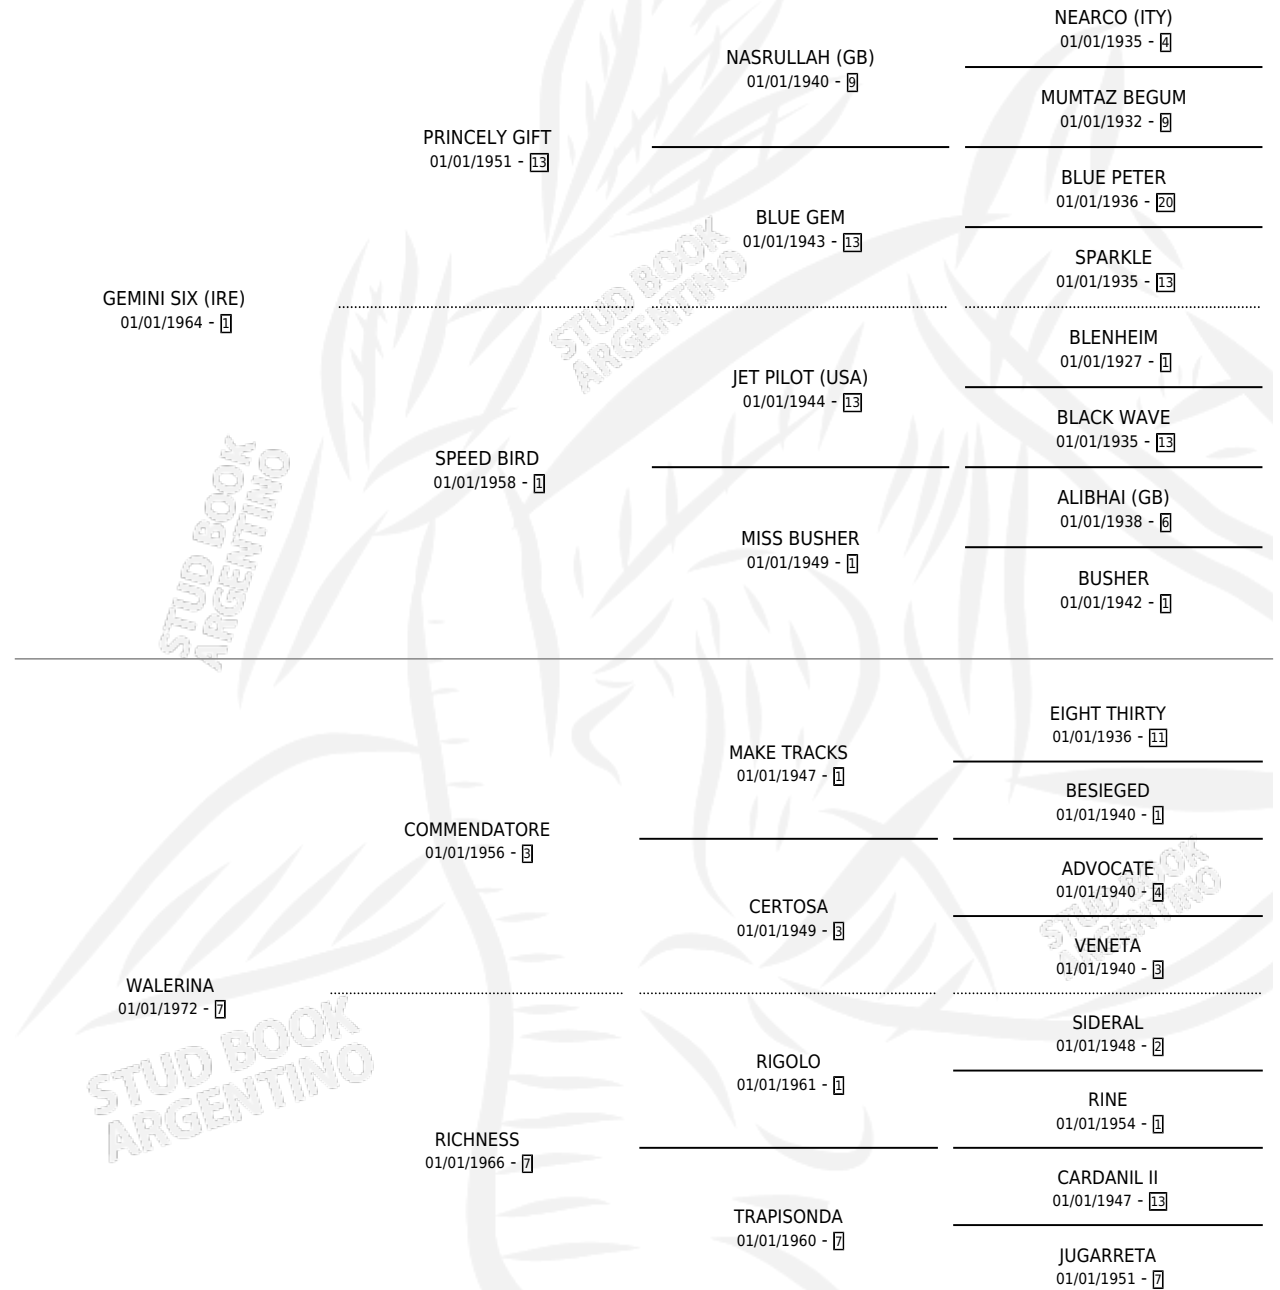 NEARCO (ITY)
01/01/1935 - 4
NASRULLAH (GB)
01/01/1940 - 9
MUMTAZ BEGUM
01/01/1932 - 9
PRINCELY GIFT
01/01/1951 - 13
BLUE PETER
01/01/1936 - 20
BLUE GEM
01/01/1943 - 13
SPARKLE
01/01/1935 - 13
GEMINI SIX (IRE)
01/01/1964 - 1
STUD BOOK
ARGENTINO
BLENHEIM
01/01/1927 - 1
JET PILOT (USA)
01/01/1944 - 13
BLACK WAVE
01/01/1935 - 13
SPEED BIRD
01/01/1958 - 1
ALIBHAI (GB)
01/01/1938 - 6
MISS BUSHER
01/01/1949 - 1
BUSHER
01/01/1942 - 1
STUD BOOK
ARGENTINO
EIGHT THIRTY
01/01/1936 - 11
MAKE TRACKS
01/01/1947 - 1
BESIEGED
01/01/1940 - 1
COMMENDATORE
01/01/1956 - 3
ADVOCATE
01/01/1940 - 4
CERTOSA
01/01/1949 - 3
STUD BOOK
ARGENTINO
VENETA
01/01/1940 - 3
WALERINA
01/01/1972 - 7
SIDERAL
01/01/1948 - 2
RIGOLO
01/01/1961 - 1
STUD BOOK
ARGENTINO
RINE
01/01/1954 - 1
RICHNESS
01/01/1966 - 7
CARDANIL II
01/01/1947 - 13
TRAPISONDA
01/01/1960 - 7
JUGARRETA
01/01/1951 - 7